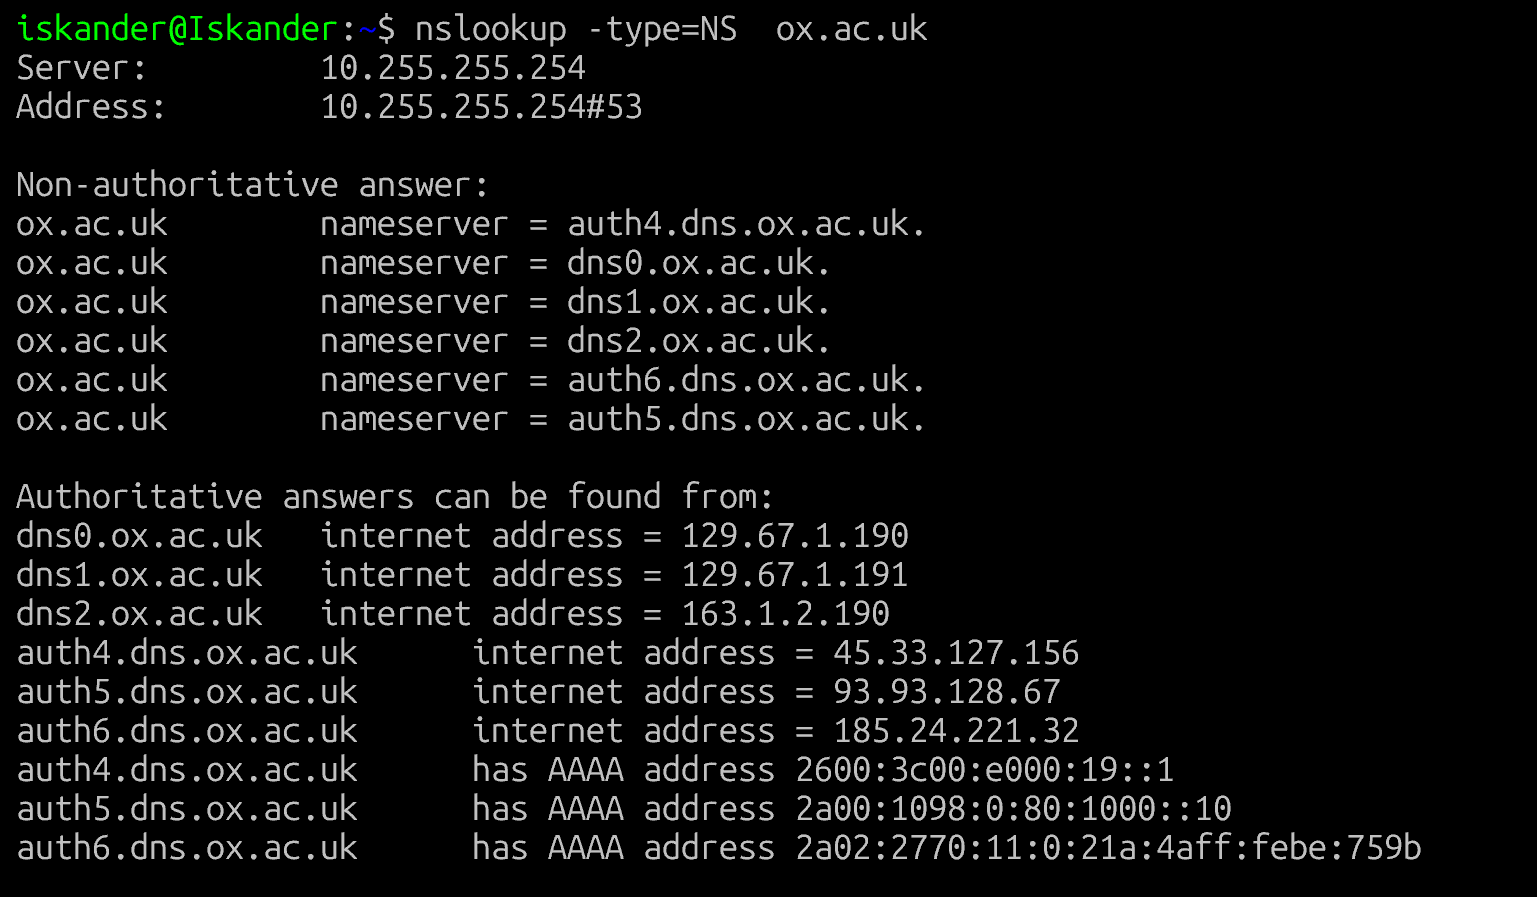 iskander@Iskander:~$ nslookup -type=NS  ox.ac.uk
Server:         10.255.255.254
Address:        10.255.255.254#53

Non-authoritative answer:
ox.ac.uk        nameserver = auth4.dns.ox.ac.uk.
ox.ac.uk        nameserver = dns0.ox.ac.uk.
ox.ac.uk        nameserver = dns1.ox.ac.uk.
ox.ac.uk        nameserver = dns2.ox.ac.uk.
ox.ac.uk        nameserver = auth6.dns.ox.ac.uk.
ox.ac.uk        nameserver = auth5.dns.ox.ac.uk.

Authoritative answers can be found from:
dns0.ox.ac.uk   internet address = 129.67.1.190
dns1.ox.ac.uk   internet address = 129.67.1.191
dns2.ox.ac.uk   internet address = 163.1.2.190
auth4.dns.ox.ac.uk      internet address = 45.33.127.156
auth5.dns.ox.ac.uk      internet address = 93.93.128.67
auth6.dns.ox.ac.uk      internet address = 185.24.221.32
auth4.dns.ox.ac.uk      has AAAA address 2600:3c00:e000:19::1
auth5.dns.ox.ac.uk      has AAAA address 2a00:1098:0:80:1000::10
auth6.dns.ox.ac.uk      has AAAA address 2a02:2770:11:0:21a:4aff:febe:759b